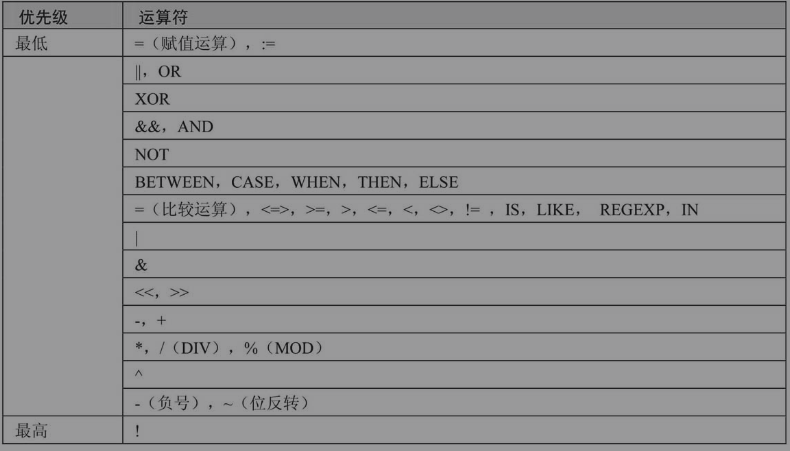 优先级 运算符
最低 =（赋值运算），:=
||，OR
XOR
&&，AND
NOT
BETWEEN，CASE，WHEN，THEN，ELSE
=（比较运算），<=>，>=，>，<=，<，<>，!= ，IS，LIKE， REGEXP，IN
|
&
<<，>>
-，+
*，/（DIV），%（MOD）
^
-（负号），~（位反转）
最高 !